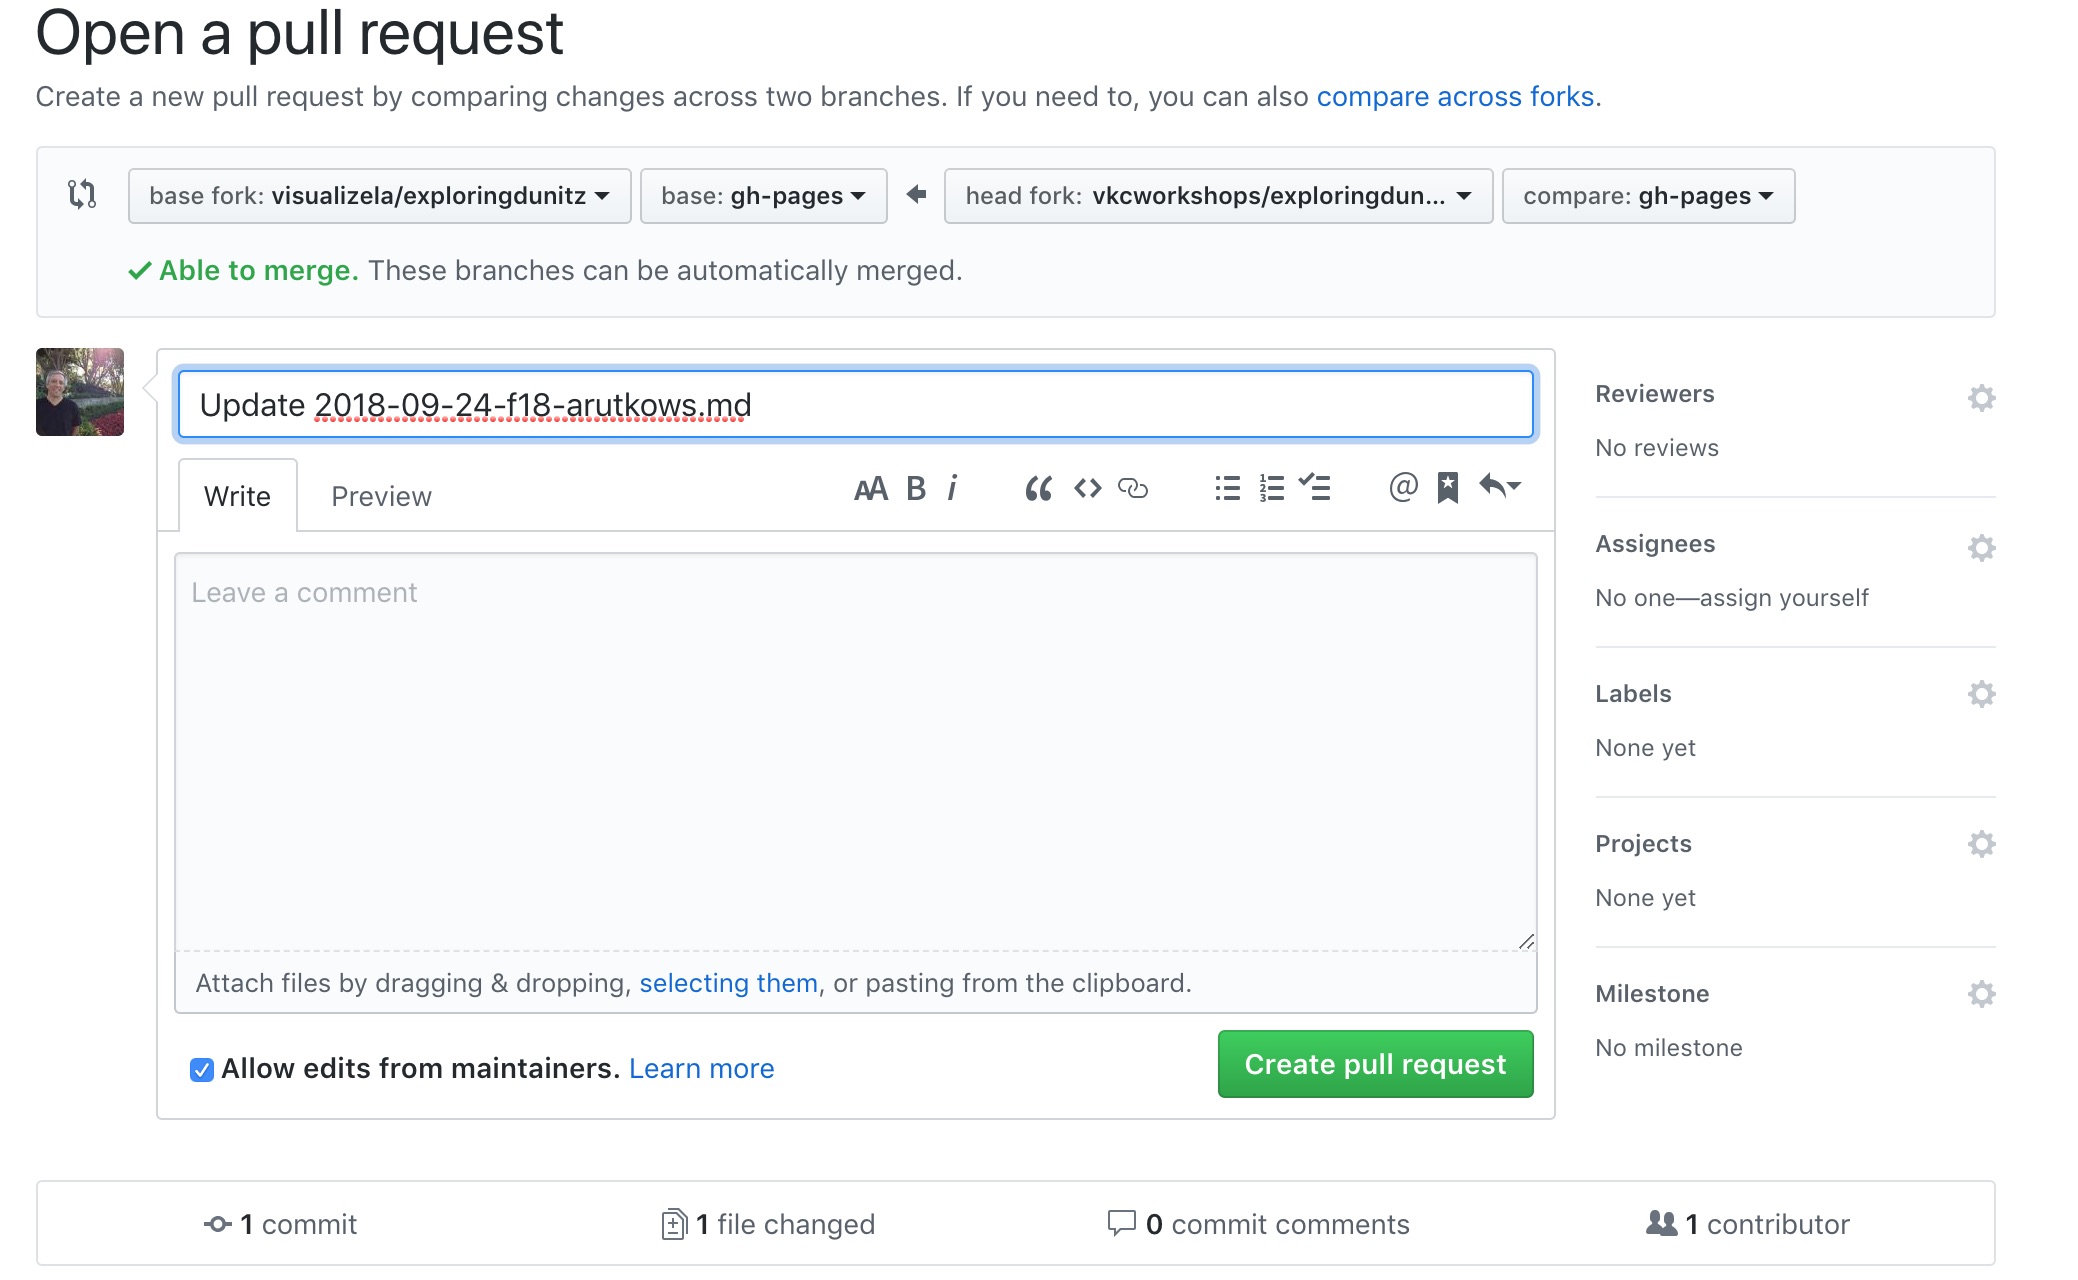 Open a pull request
Create a new pull request by comparing changes across two branches. If you need to, you can also compare across forks.
base fork: visualizela/exploringdunitz base: gh-pages head fork: vkcworkshops/exploringdun... compare: gh-pages
Able to merge. These branches can be automatically merged.
Update 2018-09-24-f18-arutkows.md
Write Preview AA B i “ <> @
Leave a comment
Attach files by dragging & dropping, selecting them, or pasting from the clipboard.
Allow edits from maintainers. Learn more
Create pull request
Reviewers
No reviews
Assignees
No one—assign yourself
Labels
None yet
Projects
None yet
Milestone
No milestone
1 commit 1 file changed 0 commit comments 1 contributor